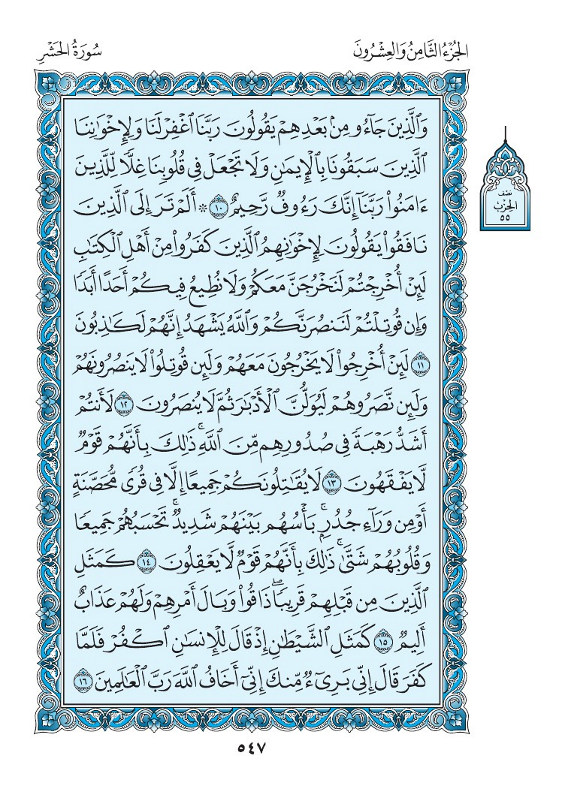 الجُزْءُ الثَّامِنُ وَالعِشْرُونَ
سُورَةُ الحَشْرِ
وَٱلَّذِينَ جَآءُو مِنۢ بَعْدِهِمْ يَقُولُونَ رَبَّنَا ٱغْفِرْ لَنَا وَلِإِخْوَٰنِنَا
ٱلَّذِينَ سَبَقُونَا بِٱلْإِيمَٰنِ وَلَا تَجْعَلْ فِى قُلُوبِنَا غِلًّا لِّلَّذِينَ
ءَامَنُوا۟ رَبَّنَآ إِنَّكَ رَءُوفٌ رَّحِيمٌ ١٠ ۞ أَلَمْ تَرَ إِلَى ٱلَّذِينَ
نَافَقُوا۟ يَقُولُونَ لِإِخْوَٰنِهِمُ ٱلَّذِينَ كَفَرُوا۟ مِنْ أَهْلِ ٱلْكِتَٰبِ
لَئِنْ أُخْرِجْتُمْ لَنَخْرُجَنَّ مَعَكُمْ وَلَا نُطِيعُ فِيكُمْ أَحَدًا أَبَدًا
وَإِن قُوتِلْتُمْ لَنَنصُرَنَّكُمْ وَٱللَّهُ يَشْهَدُ إِنَّهُمْ لَكَٰذِبُونَ
١١ لَئِنْ أُخْرِجُوا۟ لَا يَخْرُجُونَ مَعَهُمْ وَلَئِن قُوتِلُوا۟ لَا يَنصُرُونَهُمْ
وَلَئِن نَّصَرُوهُمْ لَيُوَلُّنَّ ٱلْأَدْبَٰرَ ثُمَّ لَا يُنصَرُونَ ١٢ لَأَنتُمْ
أَشَدُّ رَهْبَةً فِى صُدُورِهِم مِّنَ ٱللَّهِ ۚ ذَٰلِكَ بِأَنَّهُمْ قَوْمٌ
لَّا يَفْقَهُونَ ١٣ لَا يُقَٰتِلُونَكُمْ جَمِيعًا إِلَّا فِى قُرًى مُّحَصَّنَةٍ
أَوْ مِن وَرَآءِ جُدُرٍۭ ۚ بَأْسُهُم بَيْنَهُمْ شَدِيدٌ ۚ تَحْسَبُهُمْ جَمِيعًا
وَقُلُوبُهُمْ شَتَّىٰ ۚ ذَٰلِكَ بِأَنَّهُمْ قَوْمٌ لَّا يَعْقِلُونَ ١٤ كَمَثَلِ
ٱلَّذِينَ مِن قَبْلِهِمْ قَرِيبًا ۖ ذَاقُوا۟ وَبَالَ أَمْرِهِمْ وَلَهُمْ عَذَابٌ
أَلِيمٌ ١٥ كَمَثَلِ ٱلشَّيْطَٰنِ إِذْ قَالَ لِلْإِنسَٰنِ ٱكْفُرْ فَلَمَّا
كَفَرَ قَالَ إِنِّى بَرِىٓءٌ مِّنكَ إِنِّىٓ أَخَافُ ٱللَّهَ رَبَّ ٱلْعَٰلَمِينَ ١٦
نصف
الحزب
٥٥
٥٤٧